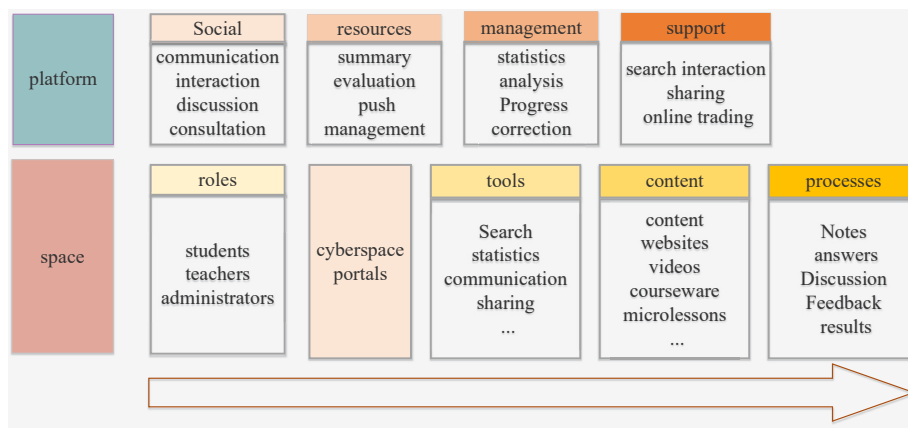 platform
Social
communication
interaction
discussion
consultation
resources
summary
evaluation
push
management
management
statistics
analysis
Progress
correction
support
search interaction
sharing
online trading
space
roles
students
teachers
administrators
cyberspace
portals
tools
Search
statistics
communication
sharing
...
content
content
websites
videos
courseware
microlessons
...
processes
Notes
answers
Discussion
Feedback
results